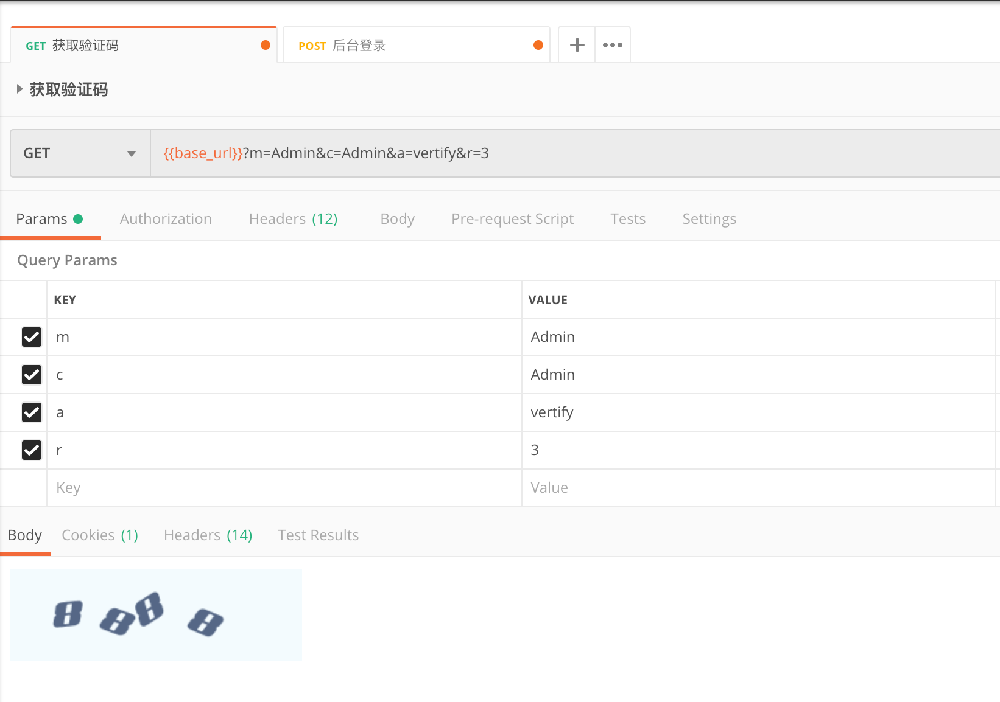 GET 获取验证码 POST 后台登录
获取验证码
GET {{base_url}}?m=Admin&c=Admin&a=vertify&r=3
Params Authorization Headers (12) Body Pre-request Script Tests Settings
Query Params
KEY VALUE
m Admin
c Admin
a vertify
r 3
Key Value
Body Cookies (1) Headers (14) Test Results
8 8 8 8